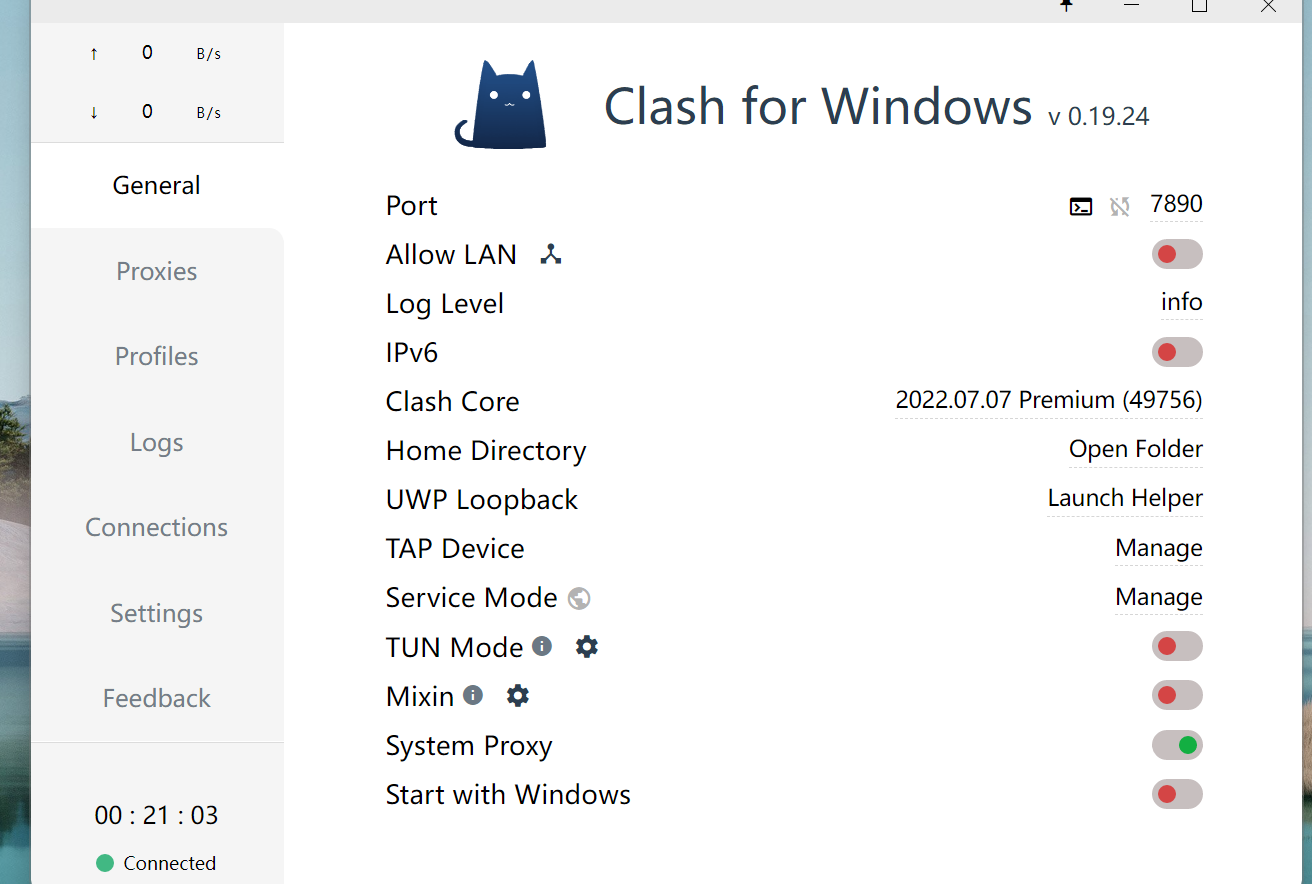 ↑ 0 B/s
↓ 0 B/s
General
Proxies
Profiles
Logs
Connections
Settings
Feedback
00 : 21 : 03
Connected
Clash for Windows v 0.19.24
Port 7890
Allow LAN
Log Level info
IPv6
Clash Core 2022.07.07 Premium (49756)
Home Directory Open Folder
UWP Loopback Launch Helper
TAP Device Manage
Service Mode Manage
TUN Mode
Mixin
System Proxy
Start with Windows